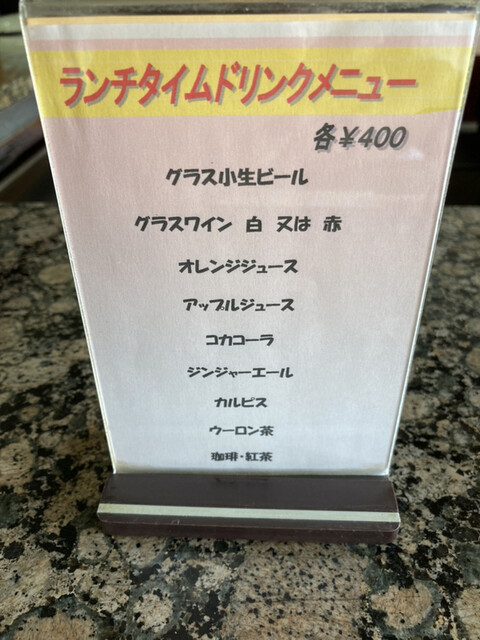 ランチタイムドリンクメニュー
各￥400
グラス小生ビール
グラスワイン 白 又は 赤
オレンジジュース
アップルジュース
コカコーラ
ジンジャーエール
カルピス
ウーロン茶
珈琲・紅茶